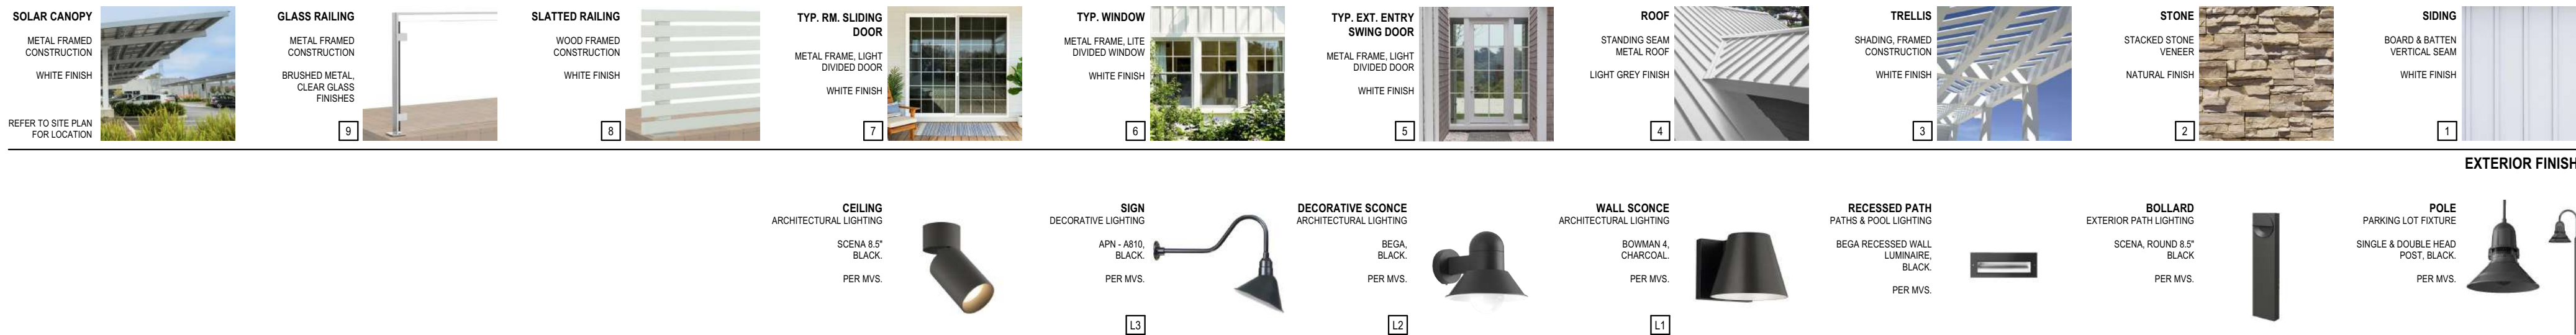 SOLAR CANOPY
METAL FRAMED
CONSTRUCTION
WHITE FINISH
REFER TO SITE PLAN
FOR LOCATION
GLASS RAILING
METAL FRAMED
CONSTRUCTION
BRUSHED METAL,
CLEAR GLASS
FINISHES
9
SLATTED RAILING
WOOD FRAMED
CONSTRUCTION
WHITE FINISH
8
TYP. RM. SLIDING
DOOR
METAL FRAME, LIGHT
DIVIDED DOOR
WHITE FINISH
7
TYP. WINDOW
METAL FRAME, LITE
DIVIDED WINDOW
WHITE FINISH
6
TYP. EXT. ENTRY
SWING DOOR
METAL FRAME, LIGHT
DIVIDED DOOR
WHITE FINISH
5
ROOF
STANDING SEAM
METAL ROOF
LIGHT GREY FINISH
4
TRELLIS
SHADING, FRAMED
CONSTRUCTION
WHITE FINISH
3
STONE
STACKED STONE
VENEER
NATURAL FINISH
2
SIDING
BOARD & BATTEN
VERTICAL SEAM
WHITE FINISH
1
EXTERIOR FINISH
CEILING
ARCHITECTURAL LIGHTING
SCENA 8.5"
BLACK.
PER MVS.
SIGN
DECORATIVE LIGHTING
APN - A810,
BLACK.
PER MVS.
L3
DECORATIVE SCONCE
ARCHITECTURAL LIGHTING
BEGA,
BLACK.
PER MVS.
L2
WALL SCONCE
ARCHITECTURAL LIGHTING
BOWMAN 4,
CHARCOAL.
PER MVS.
L1
RECESSED PATH
PATHS & POOL LIGHTING
BEGA RECESSED WALL
LUMINAIRE,
BLACK.
PER MVS.
BOLLARD
EXTERIOR PATH LIGHTING
SCENA, ROUND 8.5"
BLACK
PER MVS.
POLE
PARKING LOT FIXTURE
SINGLE & DOUBLE HEAD
POST, BLACK.
PER MVS.